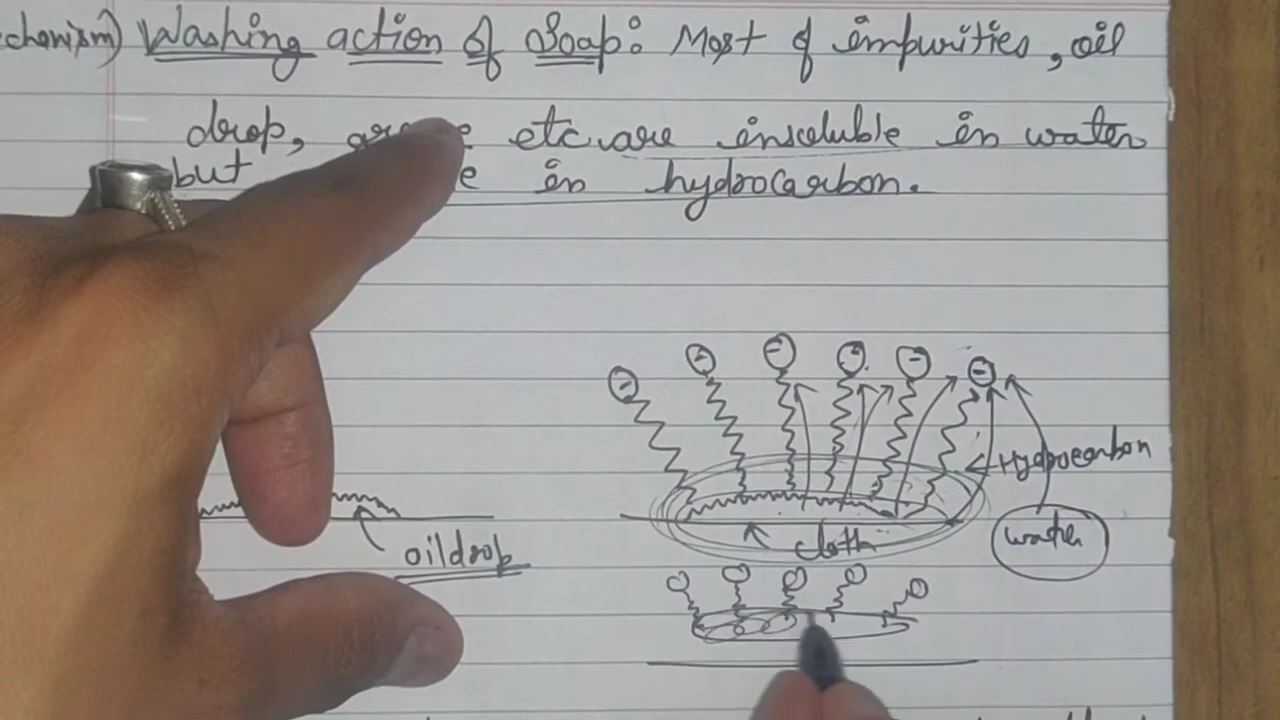 Washing action of Soap: Most of impurities, oil
drop, etc. are insoluble in water
but in hydrocarbon.
Hydrocarbon
water
cloth
oildrop